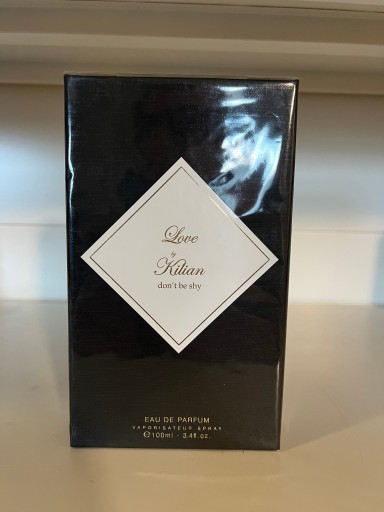 Love
by
Kilian
don't be shy
EAU DE PARFUM
VAPORISATEUR SPRAY
℮100ml - 3.4fl.oz.